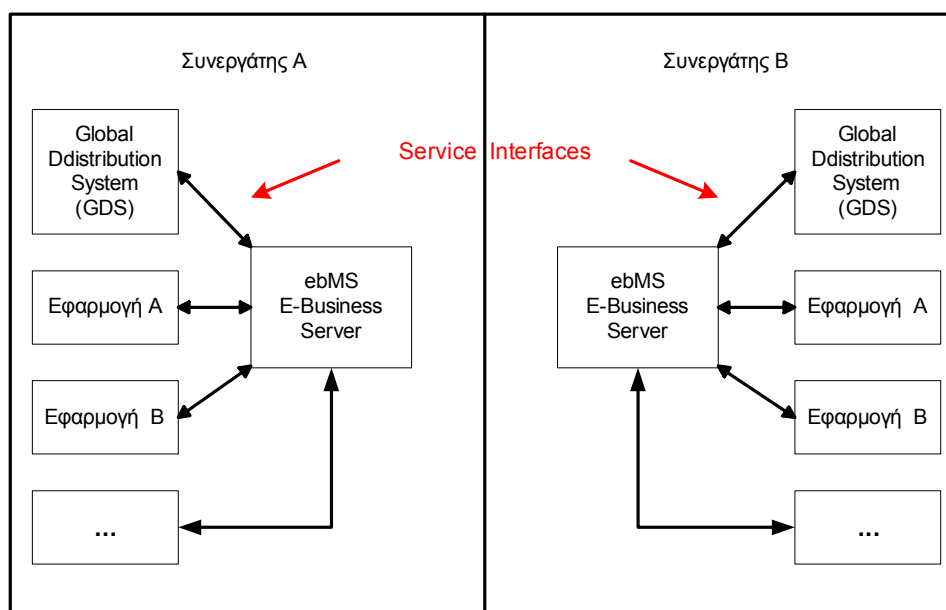 Συνεργάτης Α
Συνεργάτης Β
Global
Ddistribution
System
(GDS)
Service Interfaces
Global
Ddistribution
System
(GDS)
ebMS
E-Business
Server
ebMS
E-Business
Server
Εφαρμογή Α
Εφαρμογή Α
Εφαρμογή Β
Εφαρμογή Β
...
...